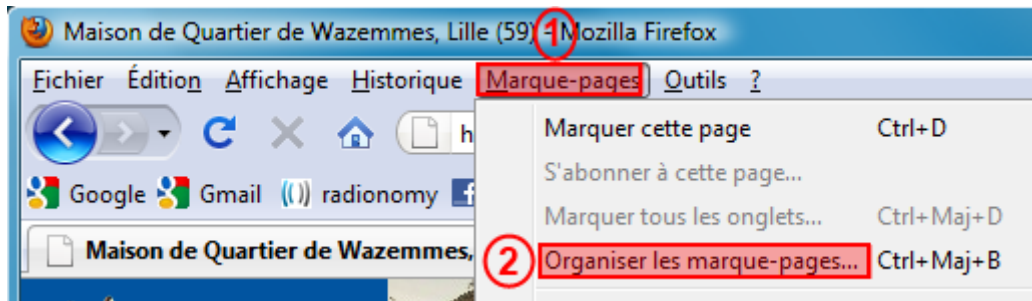 Maison de Quartier de Wazemmes, Lille (59) - Mozilla Firefox
1
Fichier Édition Affichage Historique Marque-pages Outils ?
h
Marquer cette page Ctrl+D
S'abonner à cette page...
Google Gmail radionomy
Marquer tous les onglets... Ctrl+Maj+D
Maison de Quartier de Wazemmes,
2 Organiser les marque-pages... Ctrl+Maj+B